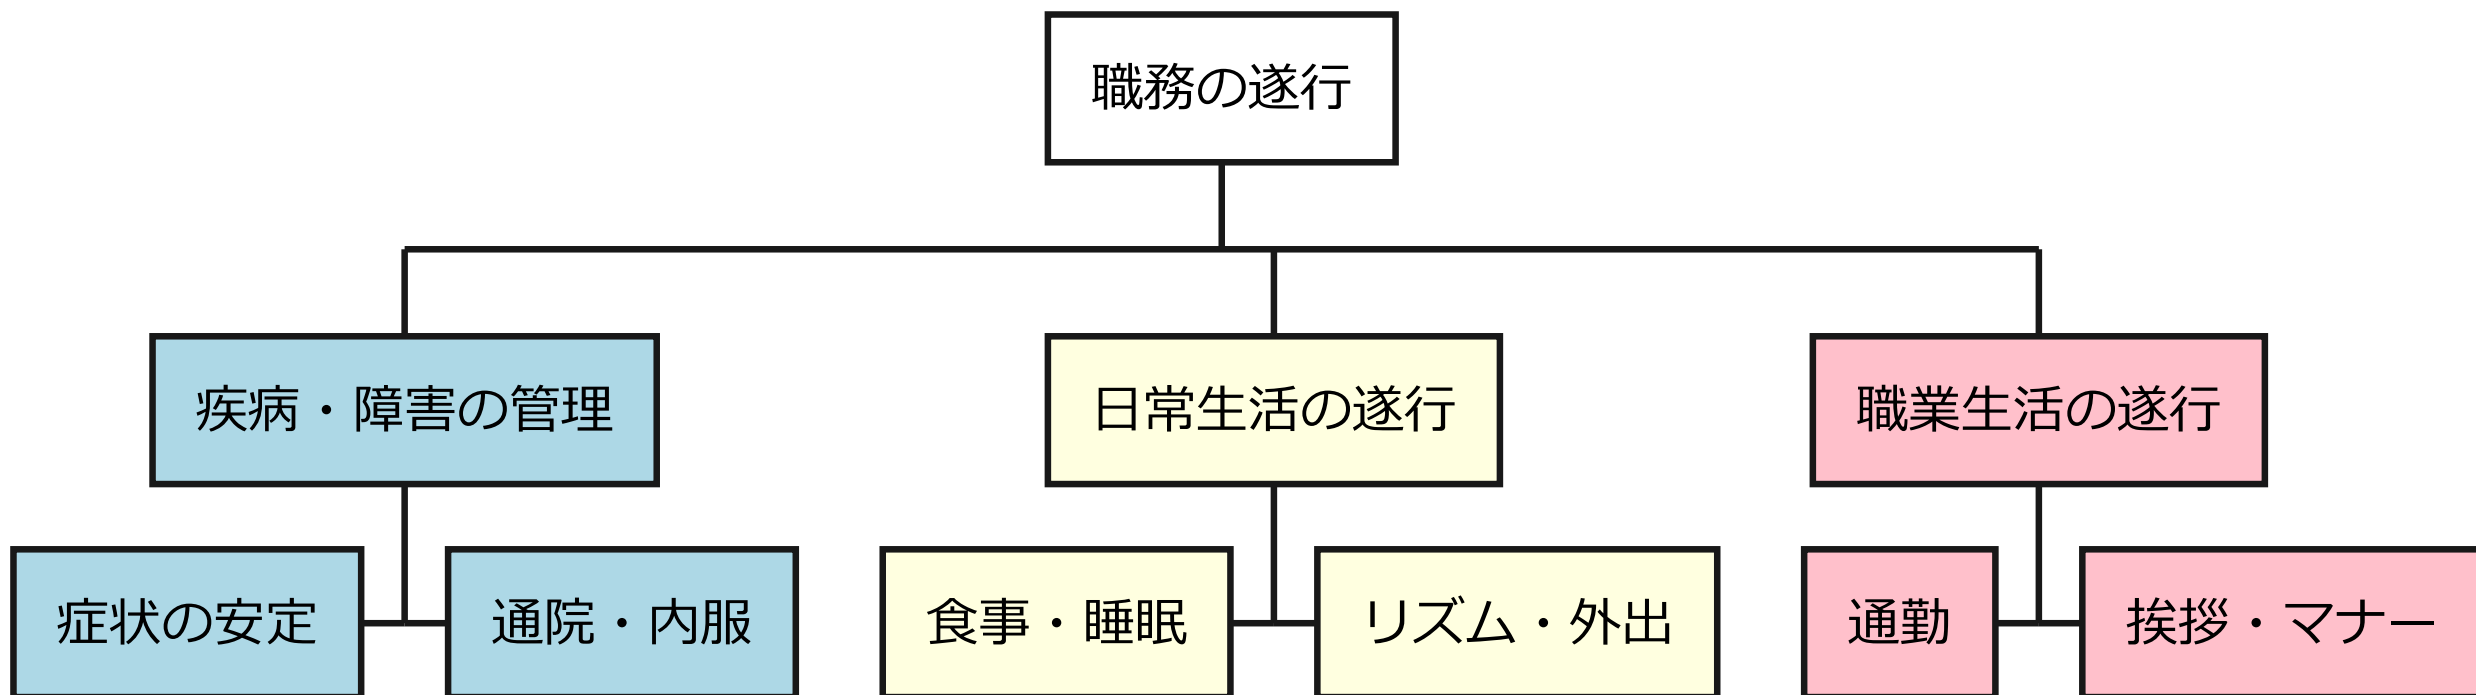 職務の遂行
疾病・障害の管理
日常生活の遂行
職業生活の遂行
症状の安定
通院・内服
食事・睡眠
リズム・外出
通勤
挨拶・マナー